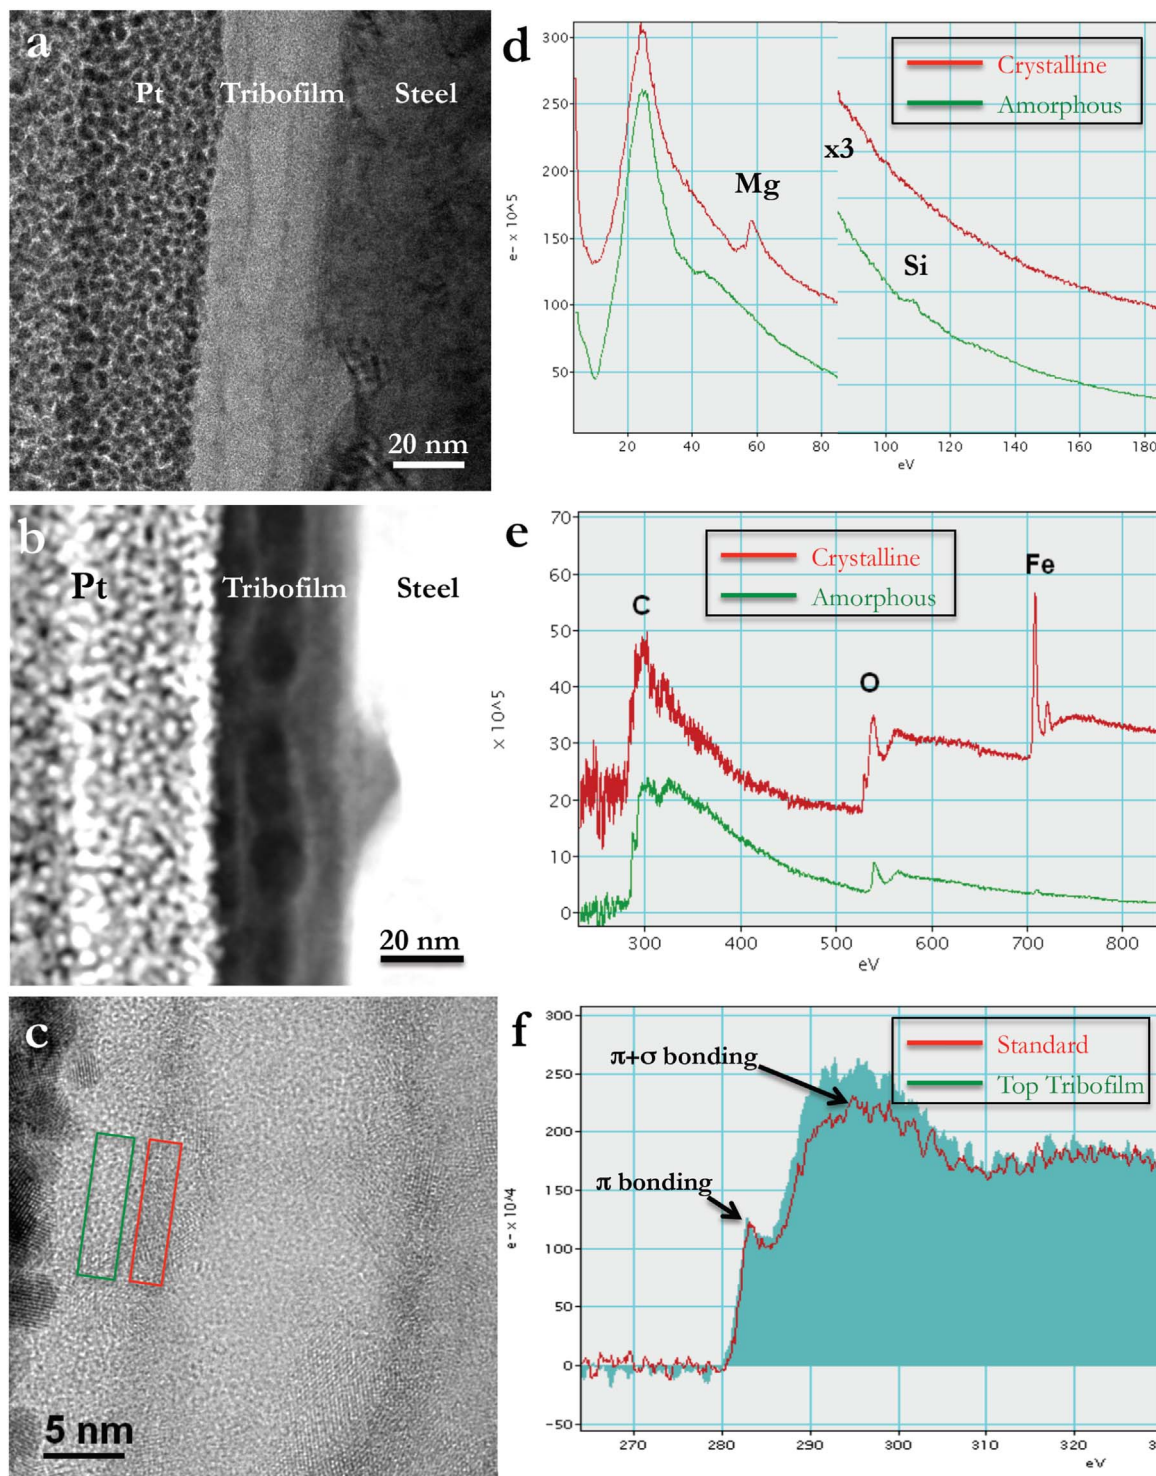 a
Pt Tribofilm Steel
20 nm
b
Pt Tribofilm Steel
20 nm
c
5 nm
d
Crystalline
Amorphous
x3
Mg
Si
300
250
200
150
100
50
e- x 10^5
20 40 60 80 100 120 140 160 180
eV
e
Crystalline
Amorphous
C
O
Fe
70
60
50
40
30
20
10
0
X 10^5
300 400 500 600 700 800
eV
f
Standard
Top Tribofilm
π+σ bonding
π bonding
300
250
200
150
100
50
0
-50
e- x 10^4
270 280 290 300 310 320
eV